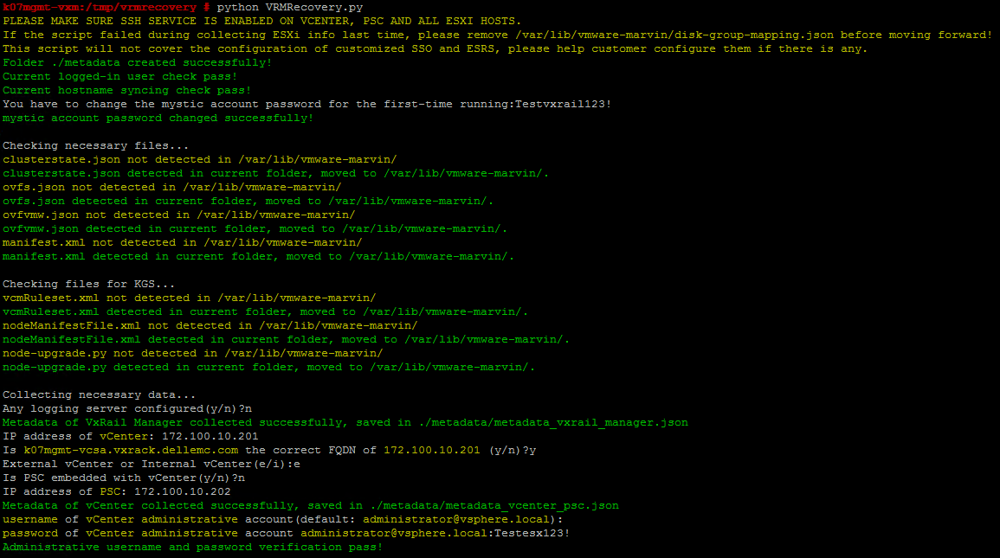 k07mgmt-vxm:/tmp/vrmrecovery # python VRMRecovery.py
PLEASE MAKE SURE SSH SERVICE IS ENABLED ON VCENTER, PSC AND ALL ESXI HOSTS.
If the script failed during collecting ESXi info last time, please remove /var/lib/vmware-marvin/disk-group-mapping.json before moving forward!
This script will not cover the configuration of customized SSO and ESRS, please help customer configure them if there is any.
Folder ./metadata created successfully!
Current logged-in user check pass!
Current hostname syncing check pass!
You have to change the mystic account password for the first-time running:Testvxrail123!
mystic account password changed successfully!
Checking necessary files...
clusterstate.json not detected in /var/lib/vmware-marvin/
clusterstate.json detected in current folder, moved to /var/lib/vmware-marvin/.
ovfs.json not detected in /var/lib/vmware-marvin/
ovfs.json detected in current folder, moved to /var/lib/vmware-marvin/.
ovfvmw.json not detected in /var/lib/vmware-marvin/
ovfvmw.json detected in current folder, moved to /var/lib/vmware-marvin/.
manifest.xml not detected in /var/lib/vmware-marvin/
manifest.xml detected in current folder, moved to /var/lib/vmware-marvin/.
Checking files for KGS...
vcmRuleset.xml not detected in /var/lib/vmware-marvin/
vcmRuleset.xml detected in current folder, moved to /var/lib/vmware-marvin/.
nodeManifestFile.xml not detected in /var/lib/vmware-marvin/
nodeManifestFile.xml detected in current folder, moved to /var/lib/vmware-marvin/.
node-upgrade.py not detected in /var/lib/vmware-marvin/
node-upgrade.py detected in current folder, moved to /var/lib/vmware-marvin/.
Collecting necessary data...
Any logging server configured(y/n)?n
Metadata of VxRail Manager collected successfully, saved in ./metadata/metadata_vxrail_manager.json
IP address of vCenter: 172.100.10.201
Is k07mgmt-vcsa.vxrack.dellemc.com the correct FQDN of 172.100.10.201 (y/n)?y
External vCenter or Internal vCenter(e/i):e
Is PSC embedded with vCenter(y/n)?n
IP address of PSC: 172.100.10.202
Metadata of vCenter collected successfully, saved in ./metadata/metadata_vcenter_psc.json
username of vCenter administrative account(default: administrator@vsphere.local):
password of vCenter administrative account administrator@vsphere.local:Testesx123!
Administrative username and password verification pass!